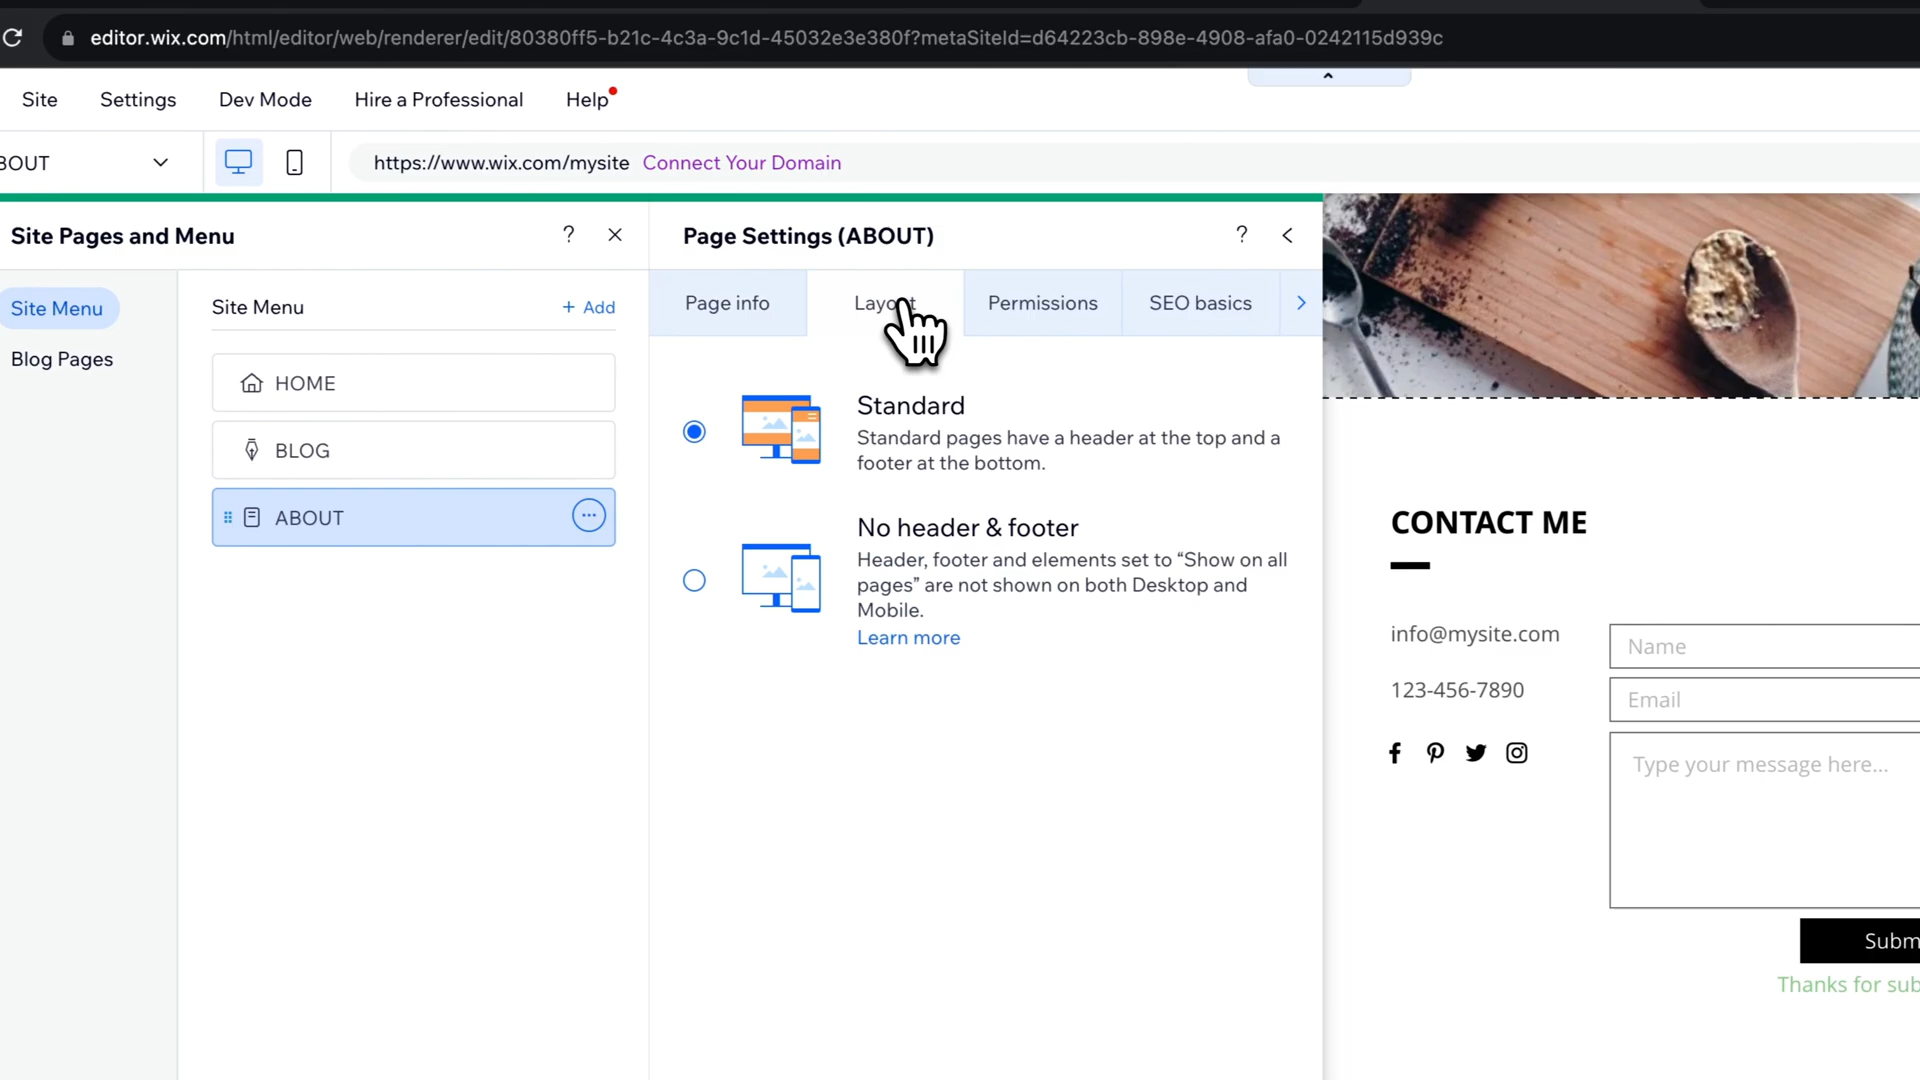 editor.wix.com/html/editor/web/renderer/edit/80380ff5-b21c-4c3a-9c1d-45032e3e380f?metaSiteId=d64223cb-898e-4908-afa0-0242115d939c
Site Settings Dev Mode Hire a Professional Help
BOUT https://www.wix.com/mysite Connect Your Domain
Site Pages and Menu ?
Page Settings (ABOUT) ?
Page info Layout Permissions SEO basics
Site Menu
Blog Pages
Site Menu + Add
HOME
BLOG
ABOUT
Standard
Standard pages have a header at the top and a
footer at the bottom.
No header & footer
Header, footer and elements set to “Show on all
pages” are not shown on both Desktop and
Mobile.
Learn more
CONTACT ME
info@mysite.com
123-456-7890
Name
Email
Type your message here...
Subm
Thanks for sub